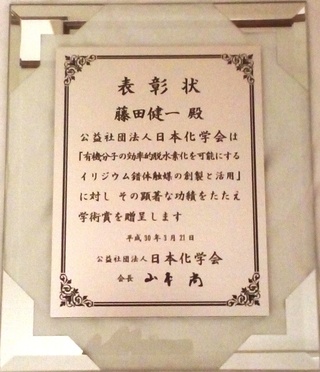 表彰状
藤田健一 殿
公益社団法人日本化学会は
「有機分子の効率的脱水素化を可能にする
イリジウム錯体触媒の創製と活用」
に対し その顕著な功績をたたえ
学術賞を贈呈します
平成30年3月21日
公益社団法人 日本化学会
会長 山本 尚